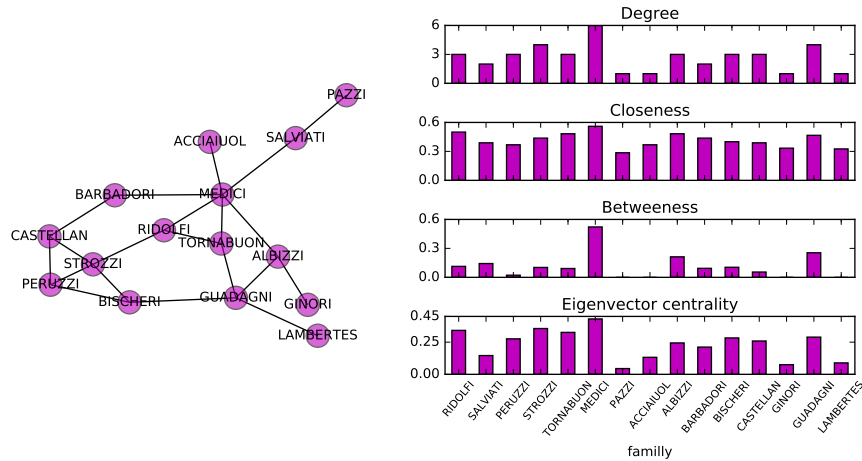 PAZZI
ACCIAIUOL
SALVIATI
BARBADORI
MEDICI
RIDOLFI
CASTELLAN
TORNABUON
STROZZI
ALBIZZI
PERUZZI
BISCHERI
GUADAGNI
GINORI
LAMBERTES
Degree
6
3
0
Closeness
0.6
0.3
0.0
Betweeness
0.6
0.3
0.0
Eigenvector centrality
0.45
0.25
0.00
RIDOLFI
SALVIATI
PERUZZI
STROZZI
TORNABUON
MEDICI
PAZZI
ACCIAIUOL
ALBIZZI
BARBADORI
BISCHERI
CASTELLAN
GINORI
GUADAGNI
LAMBERTES
familly